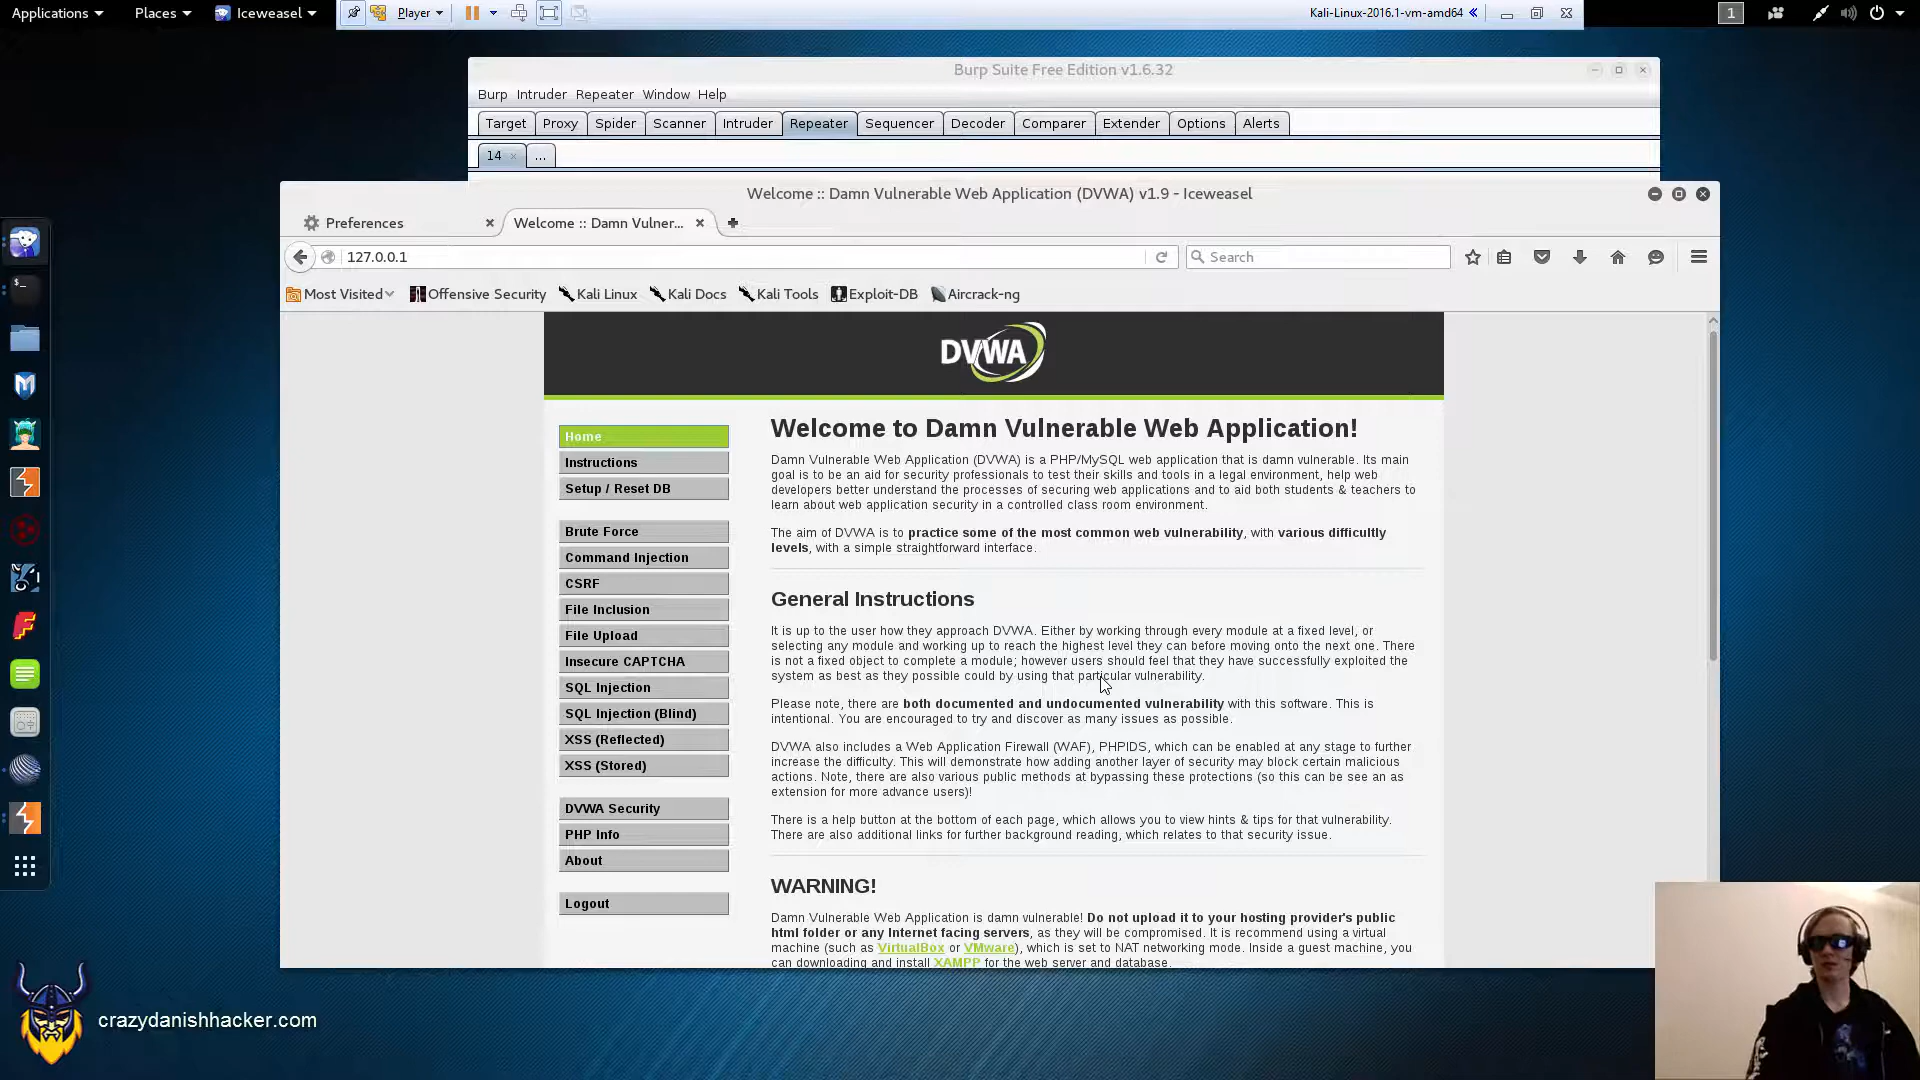 Applications Places Iceweasel Player Kali-Linux-2016.1-vm-amd64 1
Burp Suite Free Edition v1.6.32
Burp Intruder Repeater Window Help
Target Proxy Spider Scanner Intruder Repeater Sequencer Decoder Comparer Extender Options Alerts
14 × ...
Welcome :: Damn Vulnerable Web Application (DVWA) v1.9 - Iceweasel
Preferences Welcome :: Damn Vulner...
127.0.0.1 Search
Most Visited Offensive Security Kali Linux Kali Docs Kali Tools Exploit-DB Aircrack-ng
DVWA
Home
Instructions
Setup / Reset DB
Brute Force
Command Injection
CSRF
File Inclusion
File Upload
Insecure CAPTCHA
SQL Injection
SQL Injection (Blind)
XSS (Reflected)
XSS (Stored)
DVWA Security
PHP Info
About
Logout
Welcome to Damn Vulnerable Web Application!
Damn Vulnerable Web Application (DVWA) is a PHP/MySQL web application that is damn vulnerable. Its main
goal is to be an aid for security professionals to test their skills and tools in a legal environment, help web
developers better understand the processes of securing web applications and to aid both students & teachers to
learn about web application security in a controlled class room environment.
The aim of DVWA is to practice some of the most common web vulnerability, with various difficultly
levels, with a simple straightforward interface.
General Instructions
It is up to the user how they approach DVWA. Either by working through every module at a fixed level, or
selecting any module and working up to reach the highest level they can before moving onto the next one. There
is not a fixed object to complete a module; however users should feel that they have successfully exploited the
system as best as they possible could by using that particular vulnerability.
Please note, there are both documented and undocumented vulnerability with this software. This is
intentional. You are encouraged to try and discover as many issues as possible.
DVWA also includes a Web Application Firewall (WAF), PHPIDS, which can be enabled at any stage to further
increase the difficulty. This will demonstrate how adding another layer of security may block certain malicious
actions. Note, there are also various public methods at bypassing these protections (so this can be see an as
extension for more advance users)!
There is a help button at the bottom of each page, which allows you to view hints & tips for that vulnerability.
There are also additional links for further background reading, which relates to that security issue.
WARNING!
Damn Vulnerable Web Application is damn vulnerable! Do not upload it to your hosting provider's public
html folder or any Internet facing servers, as they will be compromised. It is recommend using a virtual
machine (such as VirtualBox or VMware), which is set to NAT networking mode. Inside a guest machine, you
can downloading and install XAMPP for the web server and database.
crazydanishhacker.com